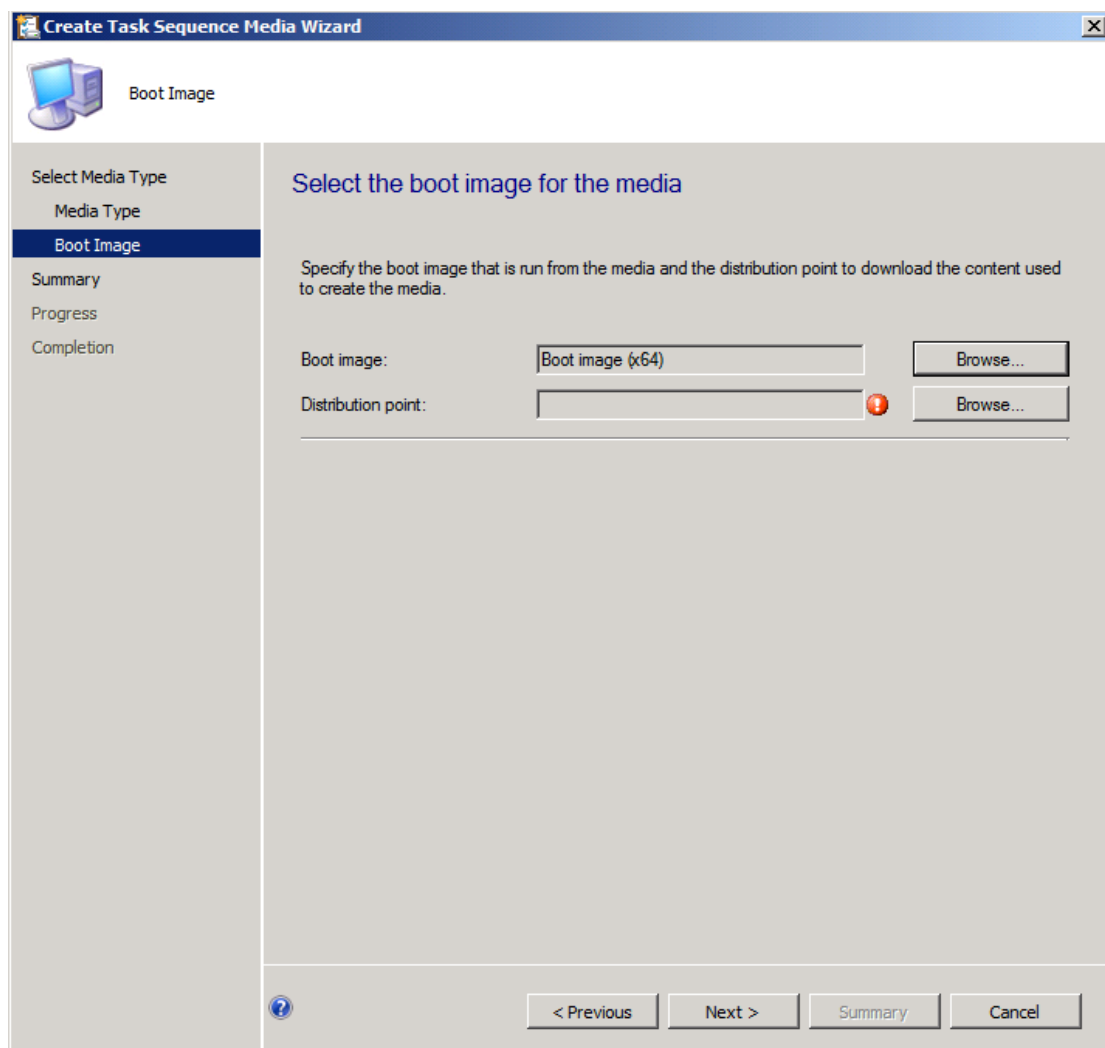 Create Task Sequence Media Wizard
Boot Image
Select Media Type
Media Type
Boot Image
Summary
Progress
Completion
Select the boot image for the media
Specify the boot image that is run from the media and the distribution point to download the content used
to create the media.
Boot image: Boot image (x64) Browse...
Distribution point: Browse...
< Previous Next > Summary Cancel